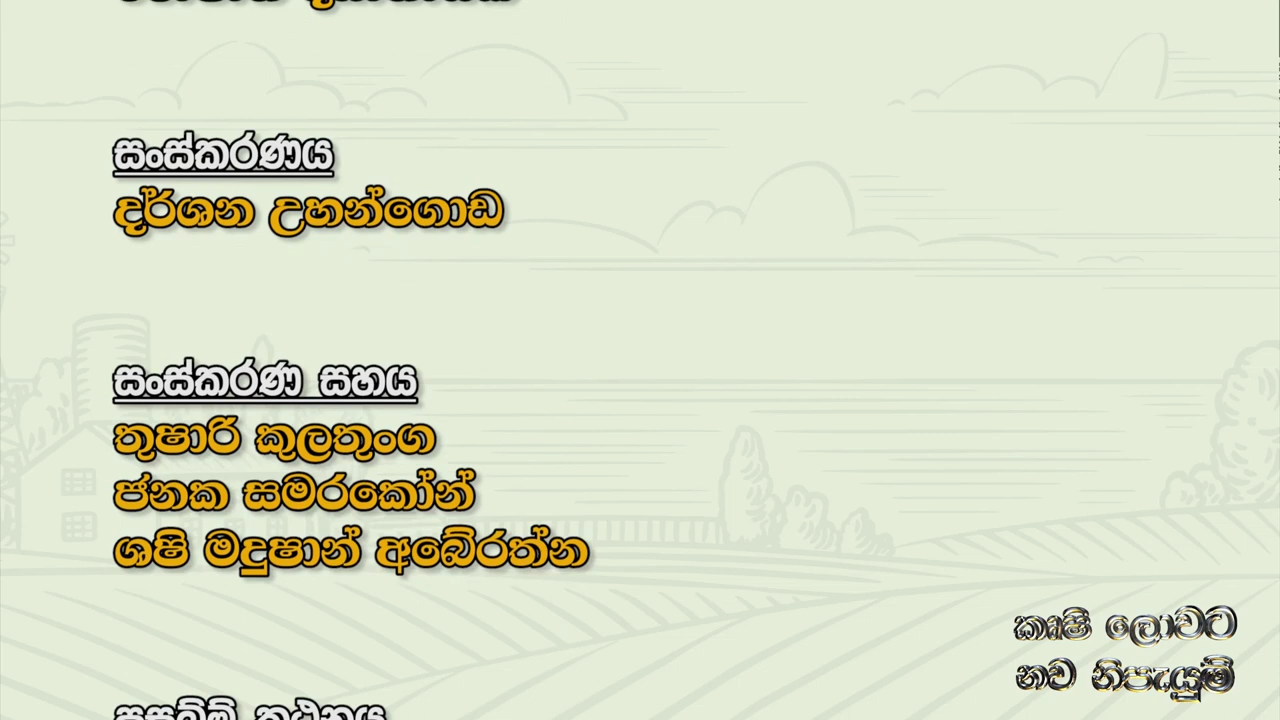 සංස්කරණය
දර්ශන උහන්ගොඩ
සංස්කරණ සහය
තුෂාරි කුලතුංග
ජනක සමරකෝන්
ශෂි මදුෂාන් අබේරත්න
කෘෂි ලොවට
නව නිපැයුම්